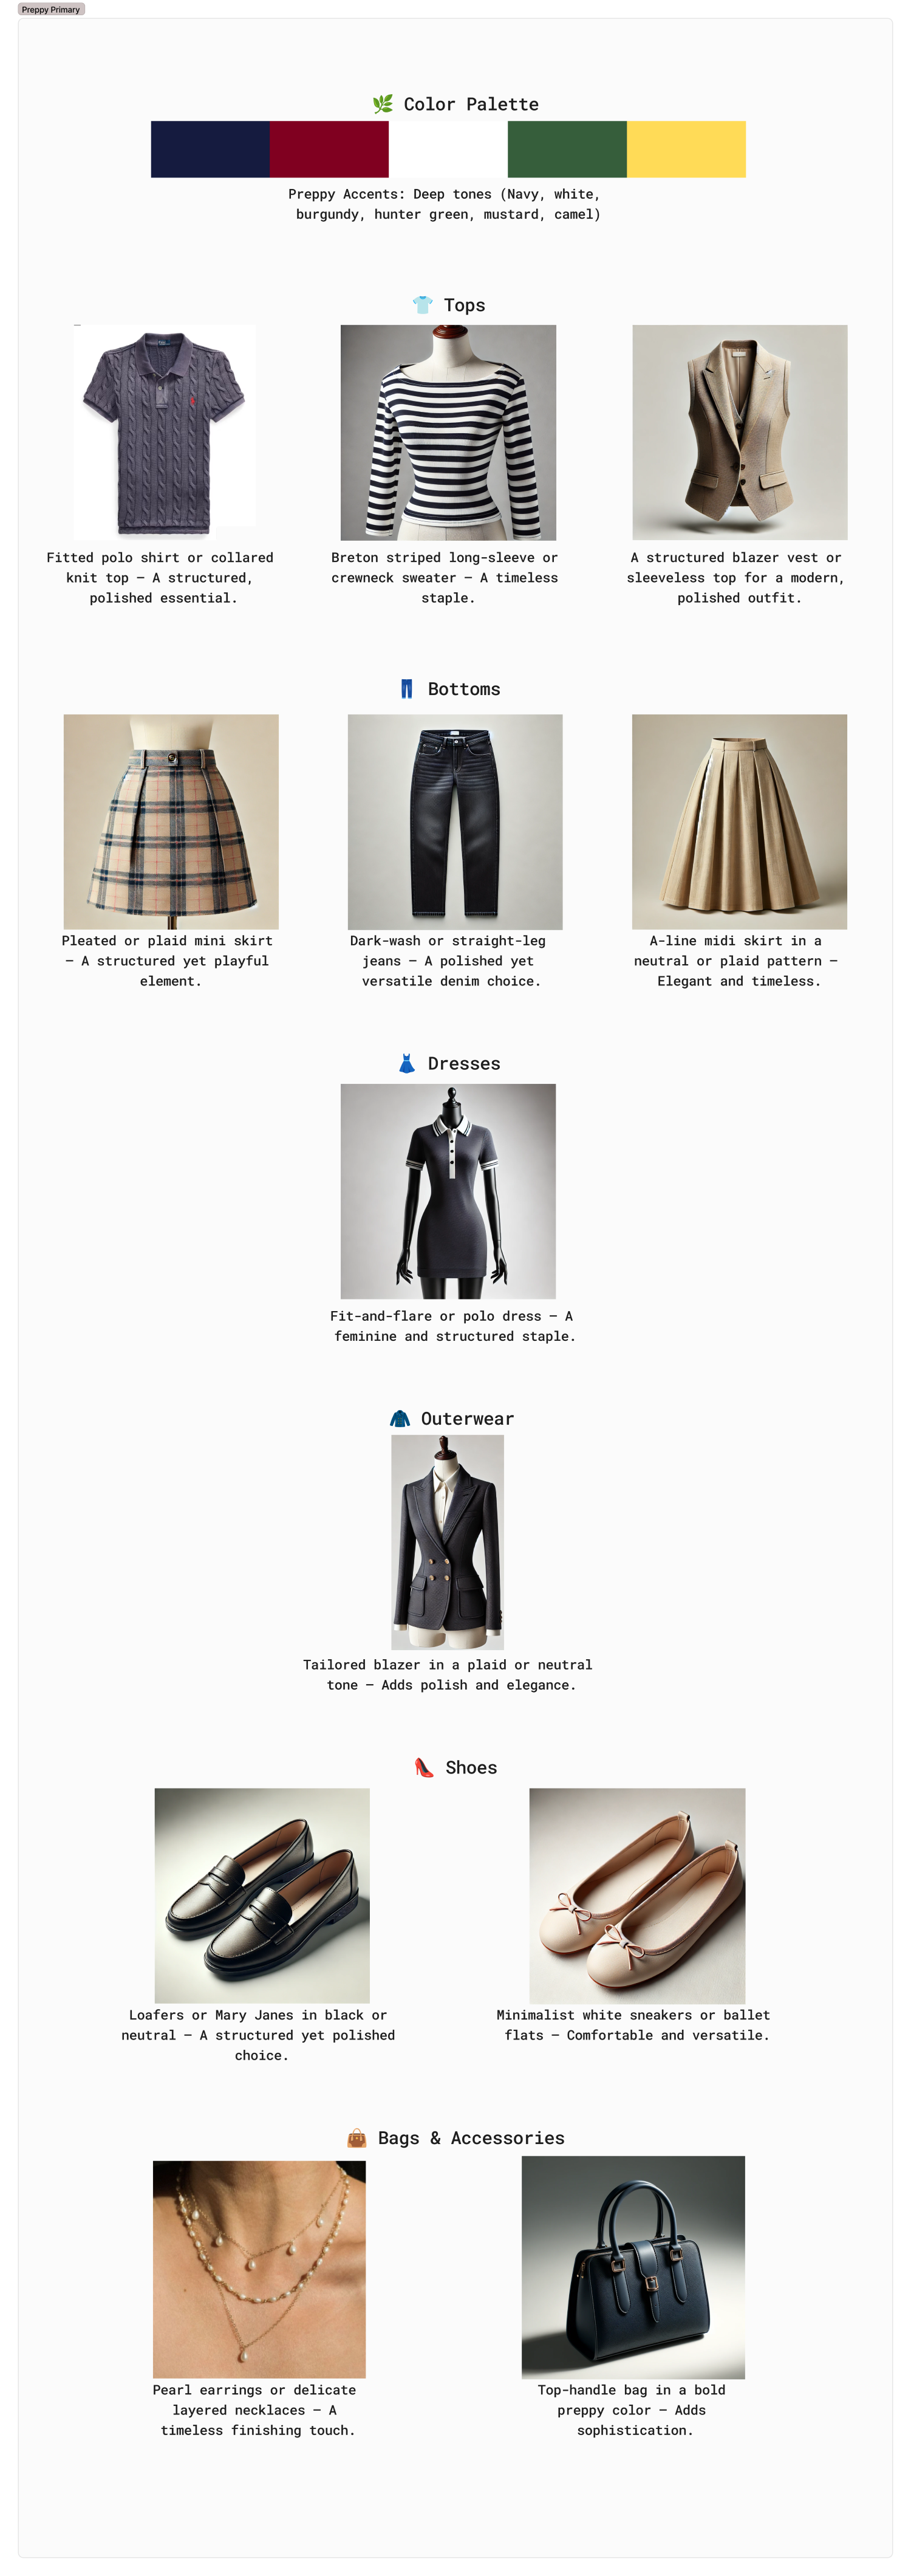 Preppy Primary
🌿 Color Palette
Preppy Accents: Deep tones (Navy, white,
burgundy, hunter green, mustard, camel)
👕 Tops
Fitted polo shirt or collared
knit top – A structured,
polished essential.
Breton striped long-sleeve or
crewneck sweater – A timeless
staple.
A structured blazer vest or
sleeveless top for a modern,
polished outfit.
👖 Bottoms
Pleated or plaid mini skirt
– A structured yet playful
element.
Dark-wash or straight-leg
jeans – A polished yet
versatile denim choice.
A-line midi skirt in a
neutral or plaid pattern –
Elegant and timeless.
👗 Dresses
Fit-and-flare or polo dress – A
feminine and structured staple.
🧥 Outerwear
Tailored blazer in a plaid or neutral
tone – Adds polish and elegance.
👠 Shoes
Loafers or Mary Janes in black or
neutral – A structured yet polished
choice.
Minimalist white sneakers or ballet
flats – Comfortable and versatile.
👜 Bags & Accessories
Pearl earrings or delicate
layered necklaces – A
timeless finishing touch.
Top-handle bag in a bold
preppy color – Adds
sophistication.